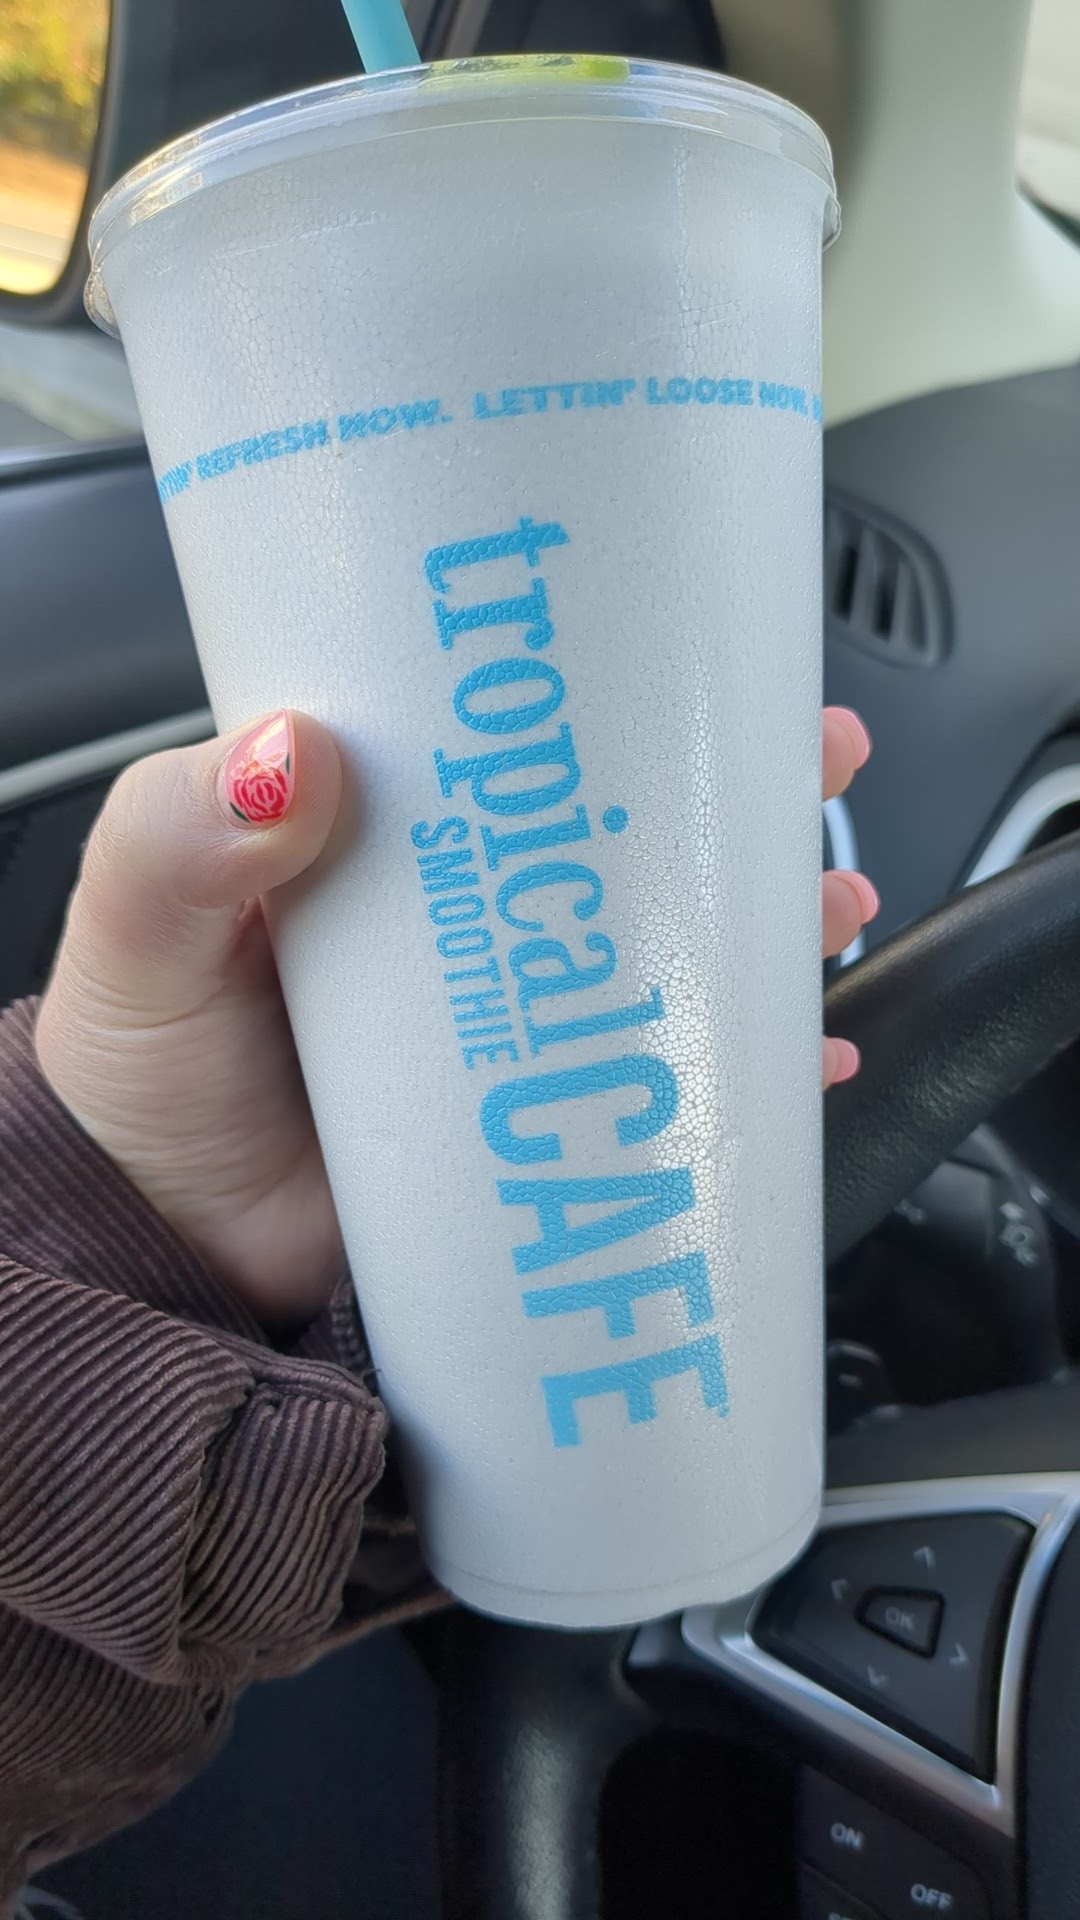 REFRESH NOW. LETTIN' LOOSE NOW.
tropical
SMOOTHIE
CAFE
OK
ON
OFF